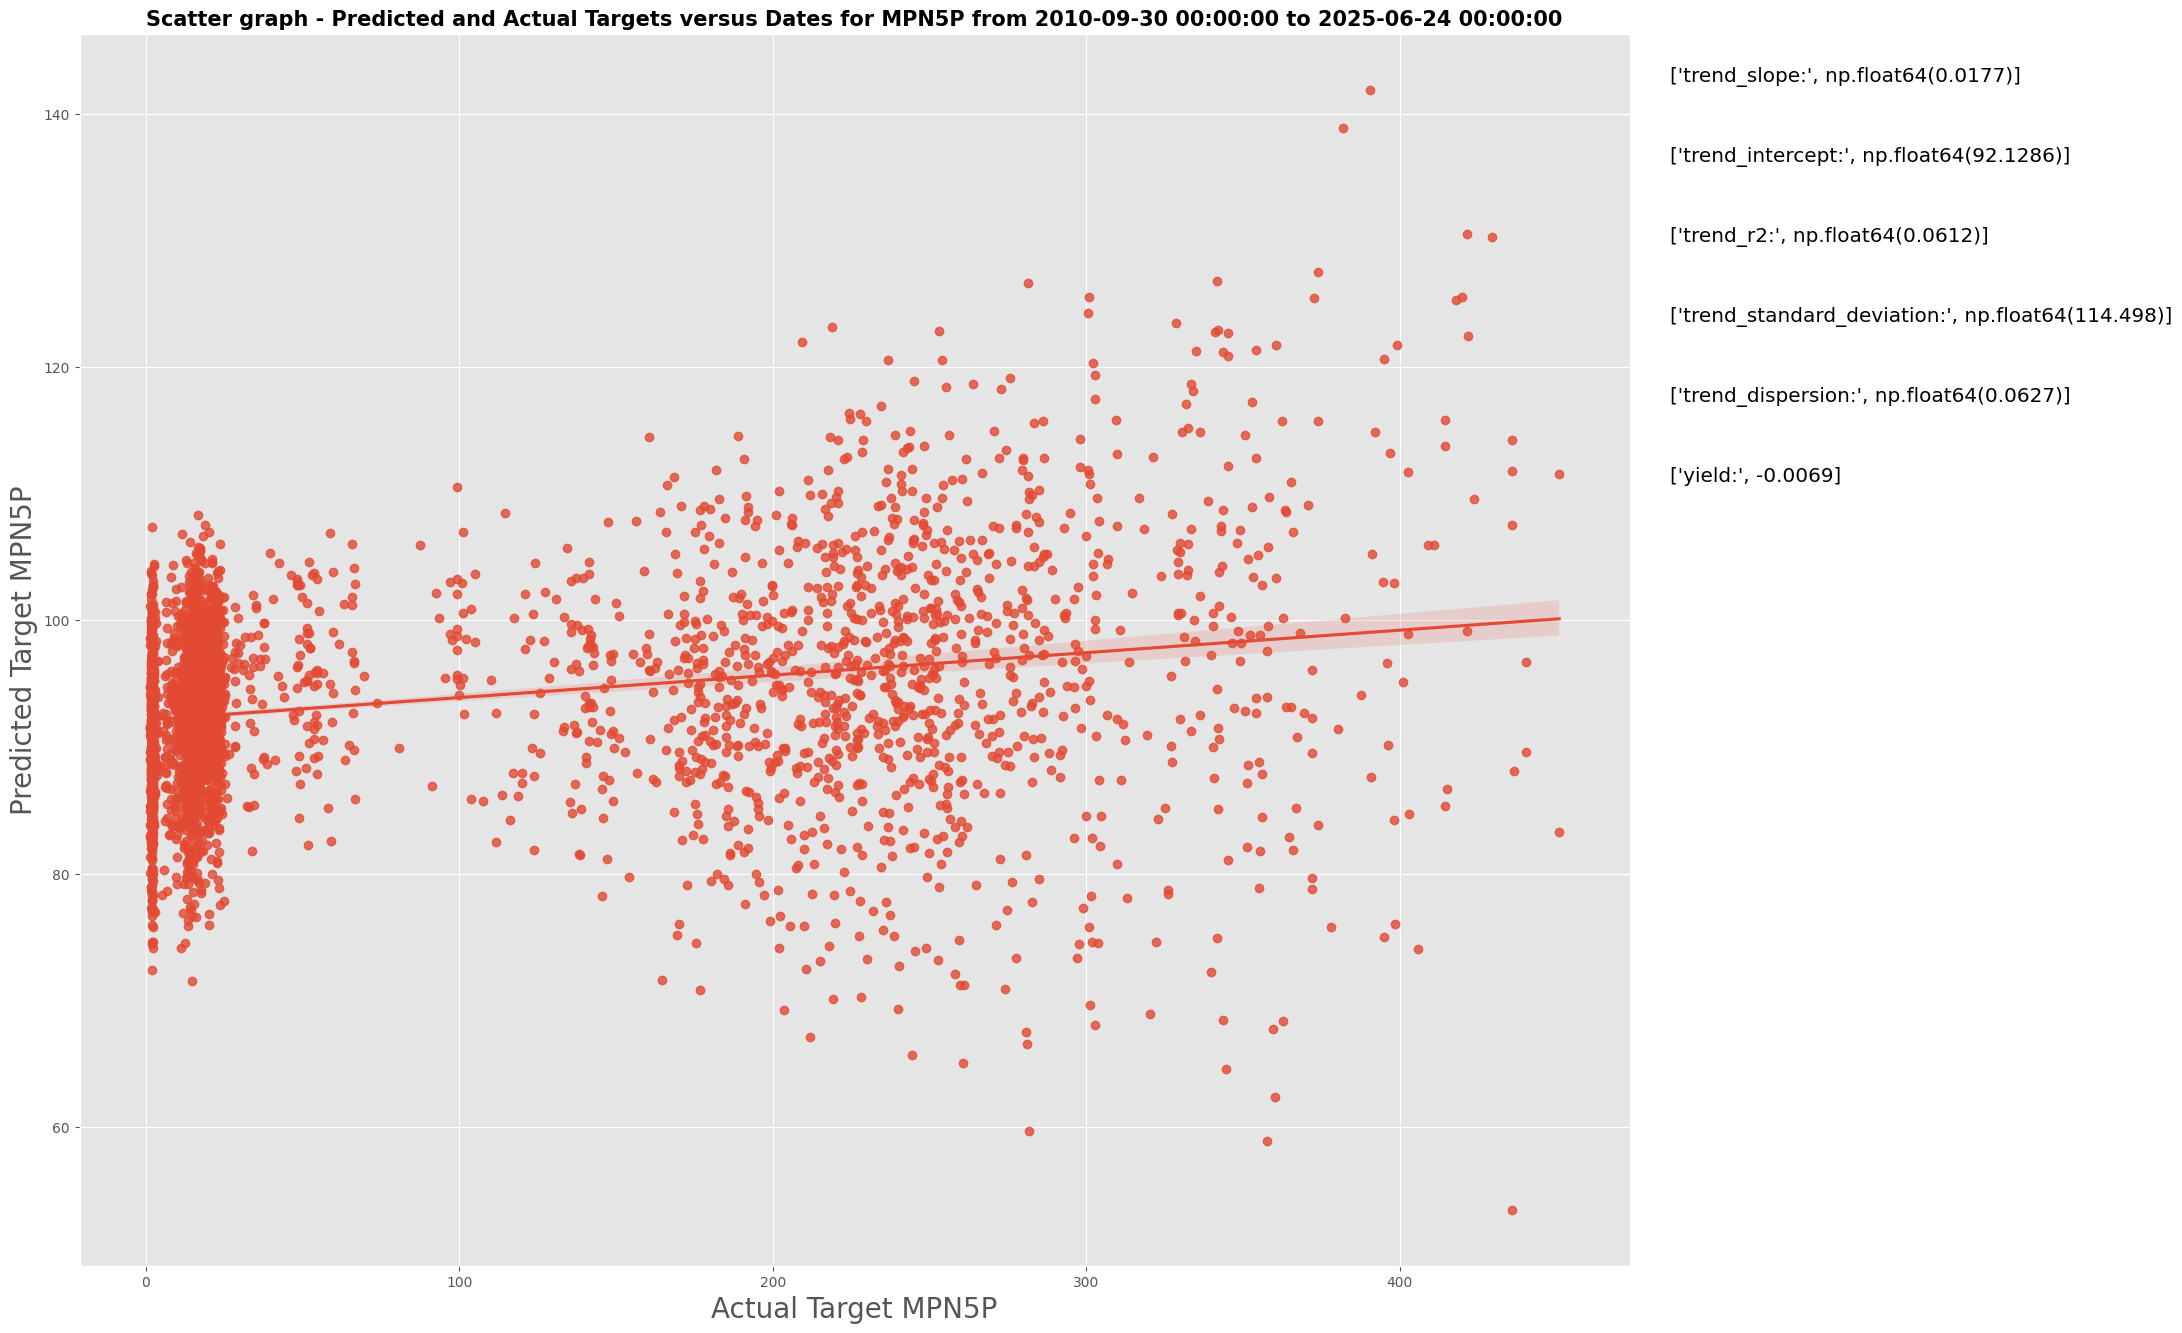 Scatter graph - Predicted and Actual Targets versus Dates for MPN5P from 2010-09-30 00:00:00 to 2025-06-24 00:00:00
['trend_slope:', np.float64(0.0177)]
['trend_intercept:', np.float64(92.1286)]
['trend_r2:', np.float64(0.0612)]
['trend_standard_deviation:', np.float64(114.498)]
['trend_dispersion:', np.float64(0.0627)]
['yield:', -0.0069]
Predicted Target MPN5P
140
120
100
80
60
0 100 200 300 400
Actual Target MPN5P